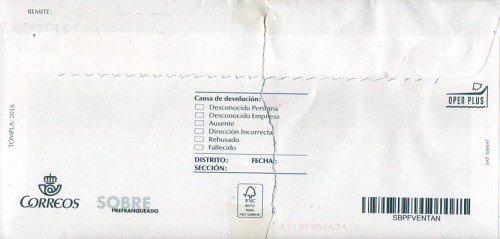 REMITE:
TOMPLA: 2016
OPEN PLUS
Causa de devolución:
Desconocido Persona
Desconocido Empresa
Ausente
Dirección Incorrecta
Rehusado
Fallecido
DISTRITO: FECHA:
SECCIÓN:
CORREOS
SOBRE
PREFRANQUEADO
FSC
SBPFVENTAN